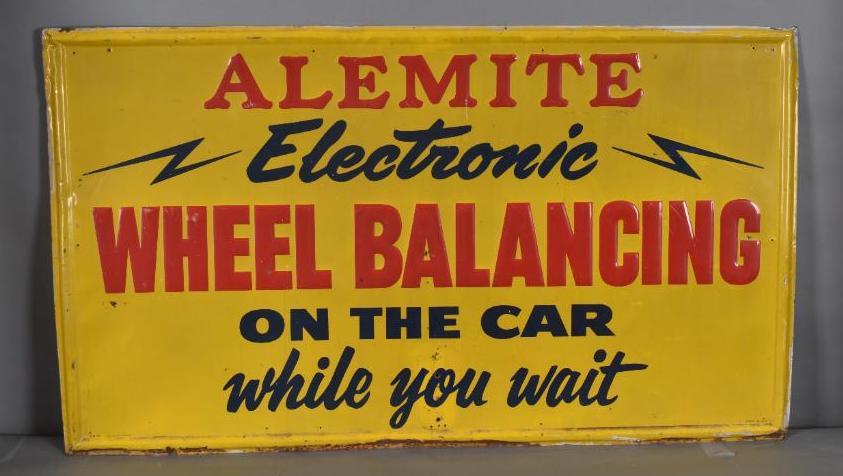 ALEMITE
Electronic
WHEEL BALANCING
ON THE CAR
while you wait